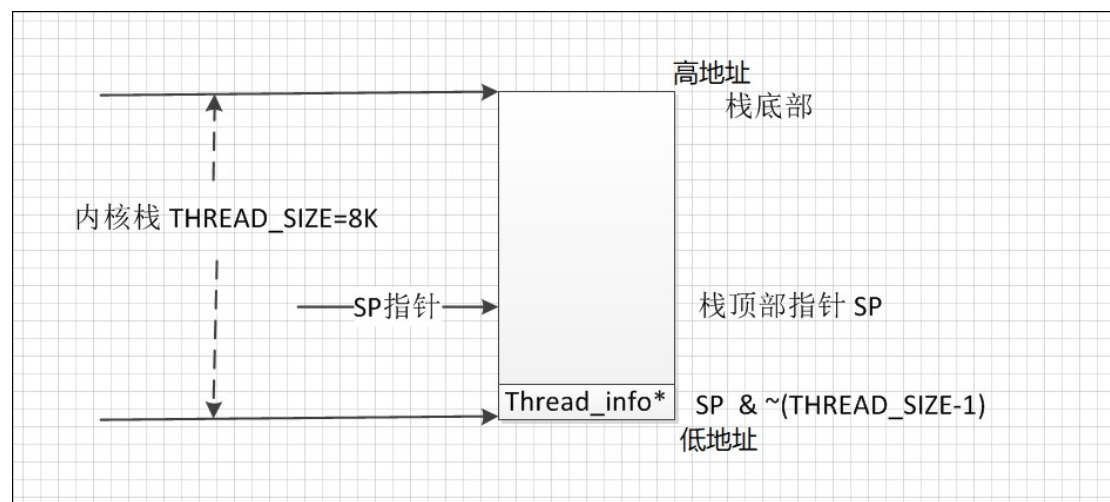 高地址
栈底部
内核栈 THREAD_SIZE=8K
SP指针
栈顶部指针 SP
Thread_info*
SP & ~(THREAD_SIZE-1)
低地址